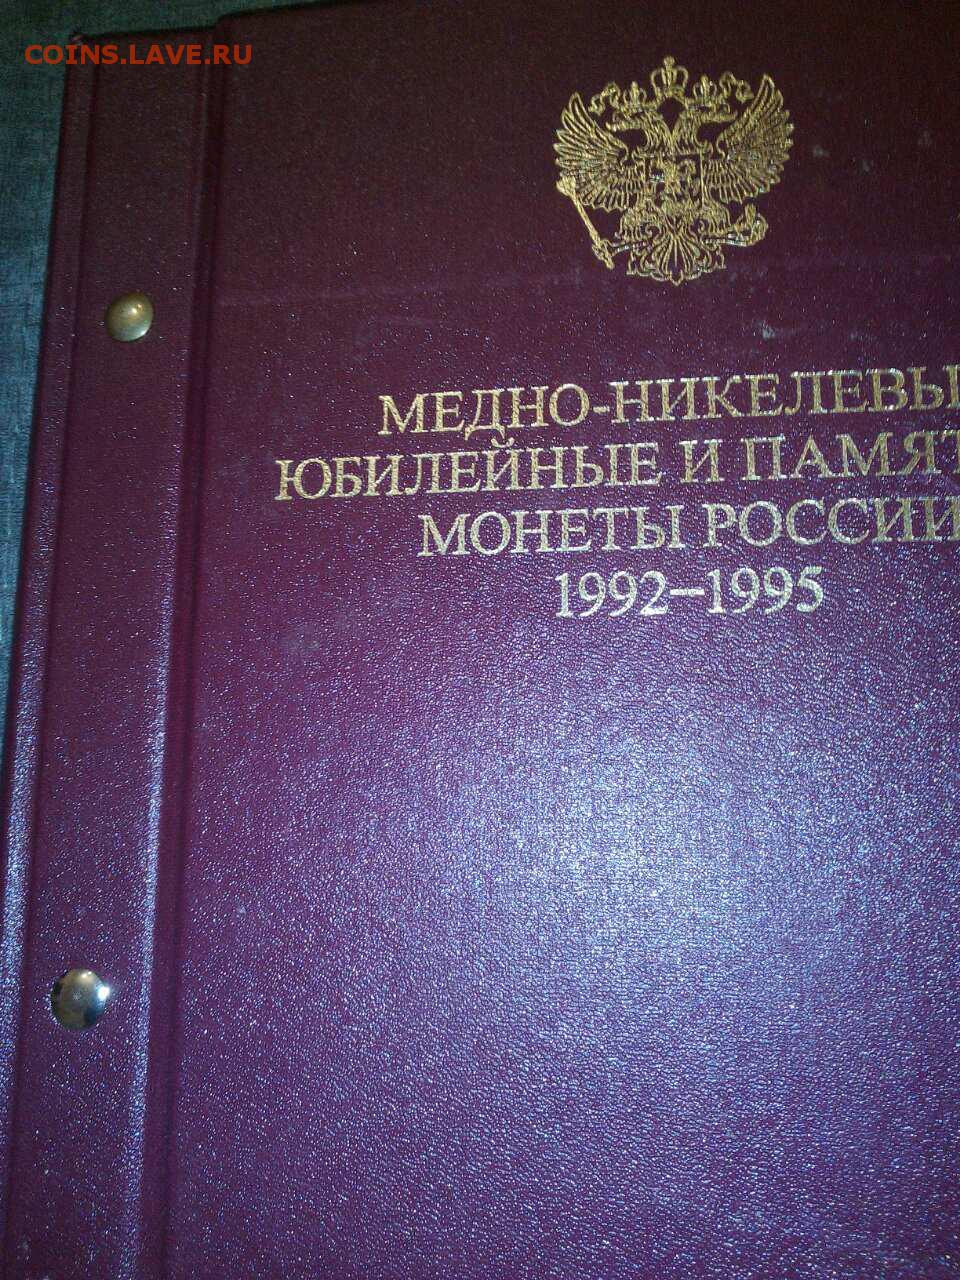 COINS.LAVE.RU
МЕДНО-НИКЕЛЕВЫ
ЮБИЛЕЙНЫЕ И ПАМЯТ
МОНЕТЫ РОССИИ
1992–1995